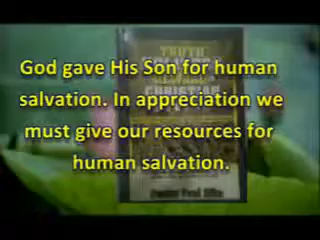 TRUTH
God gave His Son for human
salvation. In appreciation we
CHRISTIAN
must give our resources for
human salvation.